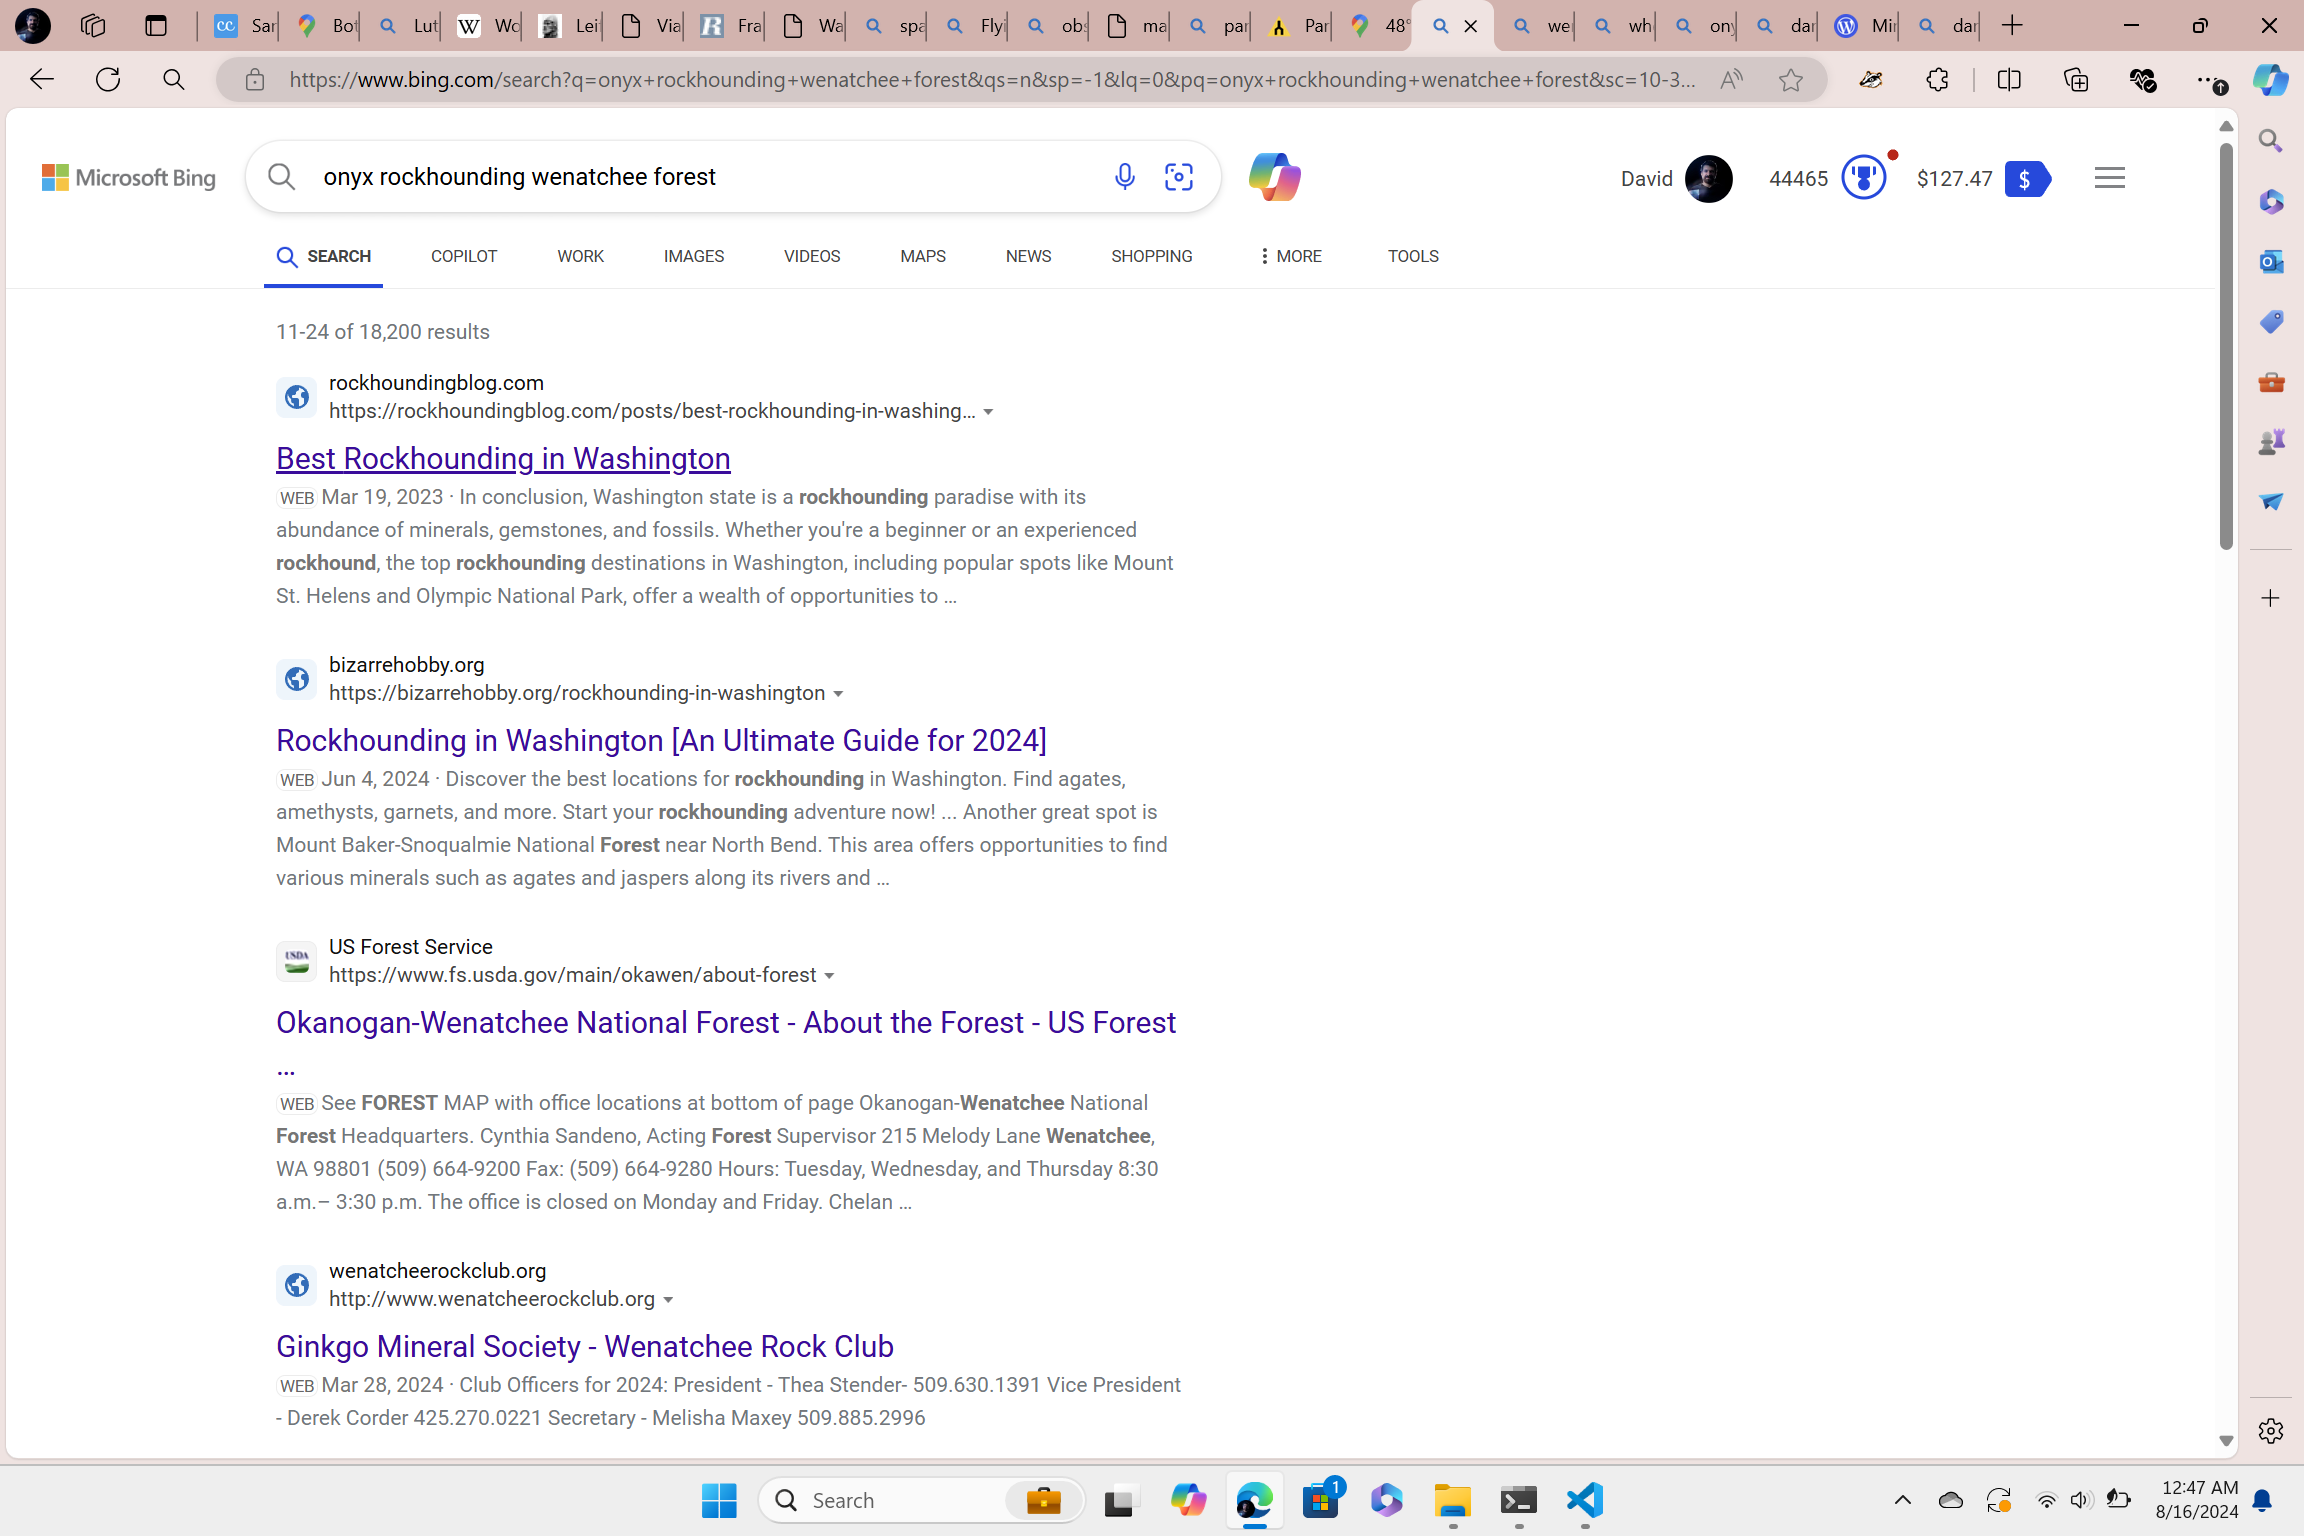 cc Sar
Bot
Lut
W Wo
Lei
Via
R Fra
Wa
spa
Flyi
obs
ma
par
Par
48°
wei
onyx
dar
Mir
dar
https://www.bing.com/search?q=onyx+rockhounding+wenatchee+forest&qs=n&sp=-1&lq=0&pq=onyx+rockhounding+wenatchee+forest&sc=10-3...
Microsoft Bing
onyx rockhounding wenatchee forest
David
44465
$127.47
$
SEARCH
COPILOT
WORK
IMAGES
VIDEOS
MAPS
NEWS
SHOPPING
MORE
TOOLS
11-24 of 18,200 results
rockhoundingblog.com
https://rockhoundingblog.com/posts/best-rockhounding-in-washing...
Best Rockhounding in Washington
WEB Mar 19, 2023 · In conclusion, Washington state is a rockhounding paradise with its
abundance of minerals, gemstones, and fossils. Whether you're a beginner or an experienced
rockhound, the top rockhounding destinations in Washington, including popular spots like Mount
St. Helens and Olympic National Park, offer a wealth of opportunities to ...
bizarrehobby.org
https://bizarrehobby.org/rockhounding-in-washington
Rockhounding in Washington [An Ultimate Guide for 2024]
WEB Jun 4, 2024 · Discover the best locations for rockhounding in Washington. Find agates,
amethysts, garnets, and more. Start your rockhounding adventure now! ... Another great spot is
Mount Baker-Snoqualmie National Forest near North Bend. This area offers opportunities to find
various minerals such as agates and jaspers along its rivers and ...
USDA
US Forest Service
https://www.fs.usda.gov/main/okawen/about-forest
Okanogan-Wenatchee National Forest - About the Forest - US Forest
...
WEB See FOREST MAP with office locations at bottom of page Okanogan-Wenatchee National
Forest Headquarters. Cynthia Sandeno, Acting Forest Supervisor 215 Melody Lane Wenatchee,
WA 98801 (509) 664-9200 Fax: (509) 664-9280 Hours: Tuesday, Wednesday, and Thursday 8:30
a.m.– 3:30 p.m. The office is closed on Monday and Friday. Chelan ...
wenatcheerockclub.org
http://www.wenatcheerockclub.org
Ginkgo Mineral Society - Wenatchee Rock Club
WEB Mar 28, 2024 · Club Officers for 2024: President - Thea Stender- 509.630.1391 Vice President
- Derek Corder 425.270.0221 Secretary - Melisha Maxey 509.885.2996
Search
1
12:47 AM
8/16/2024